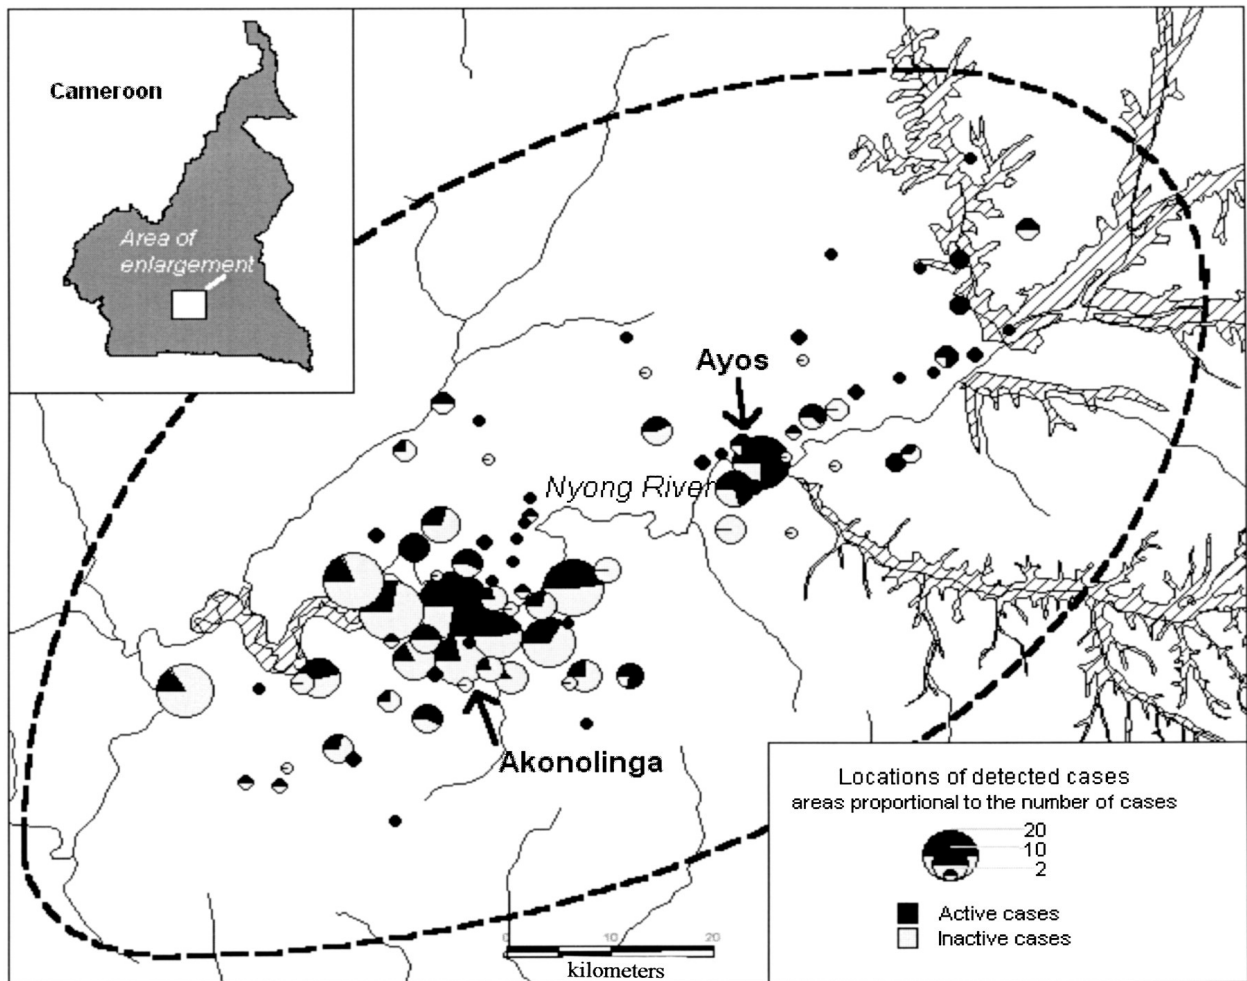 Cameroon
Area of
enlargement
Ayos
Nyong River
Akonolinga
Locations of detected cases
areas proportional to the number of cases
20
10
2
Active cases
Inactive cases
0 10 20
kilometers